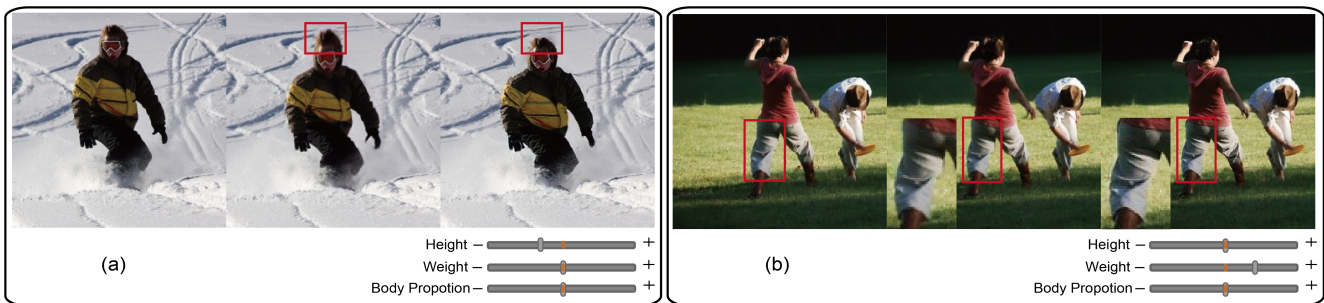 Height – +
(a) Weight – +
Body Propotion – +
Height – +
(b) Weight – +
Body Propotion – +